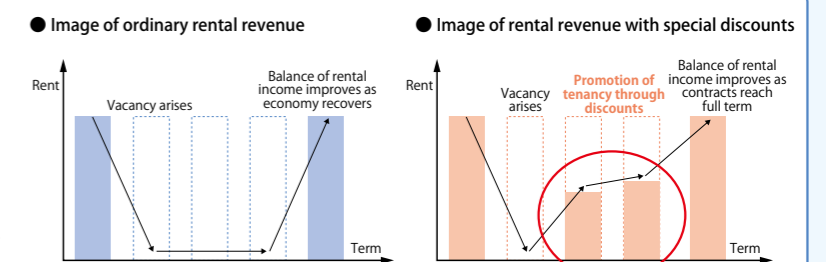 ● Image of ordinary rental revenue
Rent
Vacancy arises
Balance of rental
income improves as
economy recovers
Term
● Image of rental revenue with special discounts
Rent
Vacancy
arises
Promotion of
tenancy through
discounts
Balance of rental
income improves as
contracts reach
full term
Term